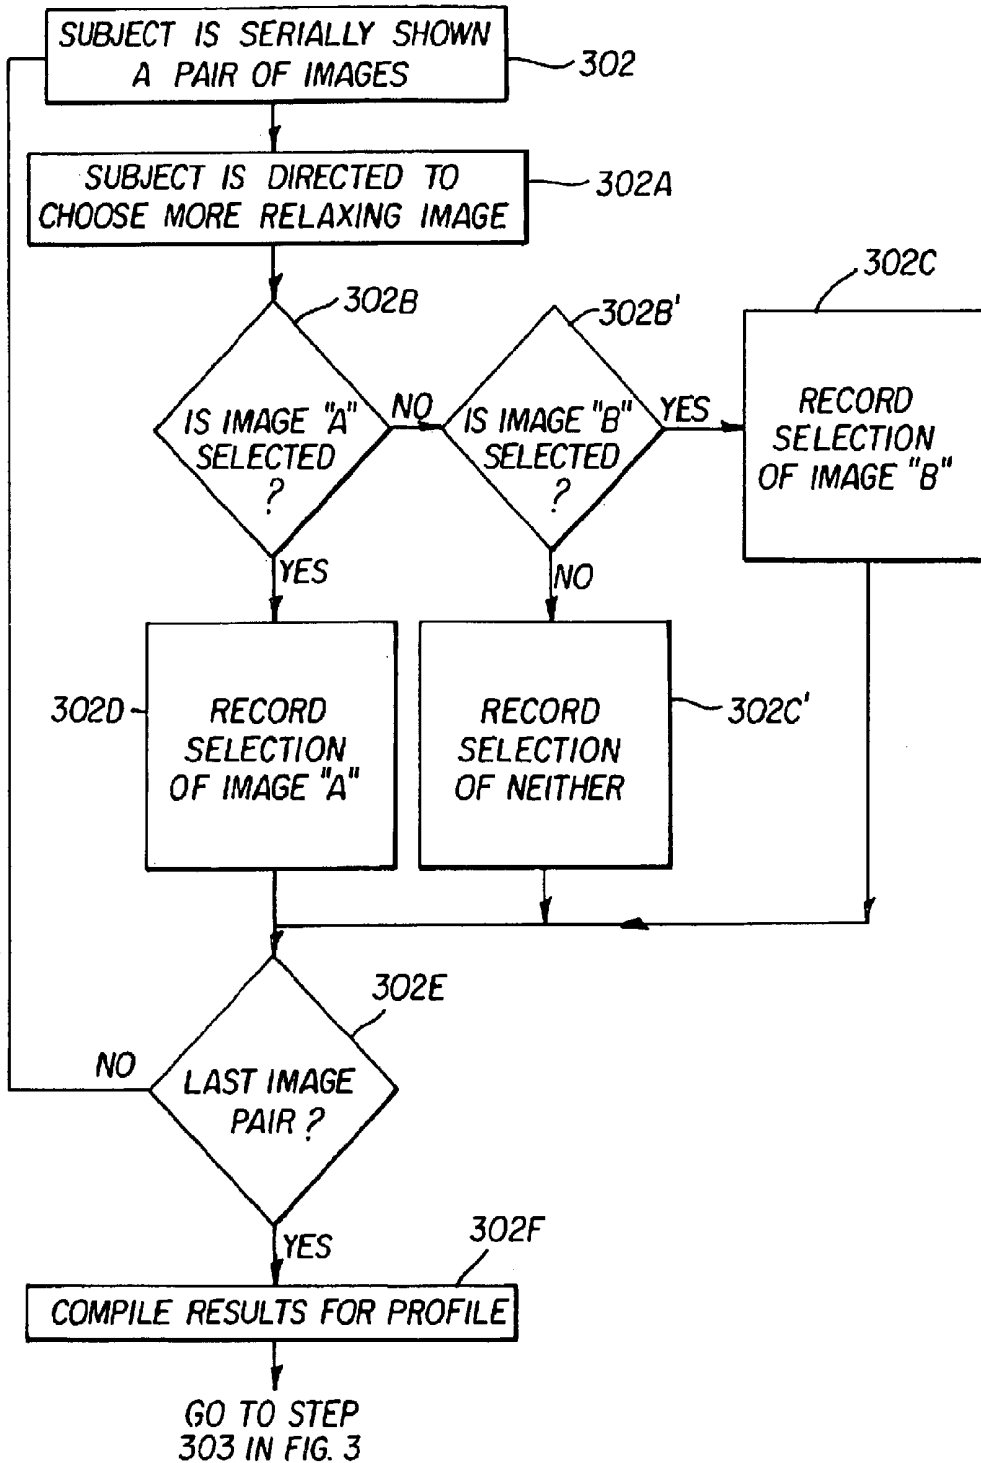 SUBJECT IS SERIALLY SHOWN
A PAIR OF IMAGES
302
SUBJECT IS DIRECTED TO
CHOOSE MORE RELAXING IMAGE
302A
302B
IS IMAGE "A"
SELECTED
?
NO
302B'
IS IMAGE "B"
SELECTED
?
YES
302C
RECORD
SELECTION
OF IMAGE "B"
YES
NO
302D
RECORD
SELECTION
OF IMAGE "A"
RECORD
SELECTION
OF NEITHER
302C'
302E
NO
LAST IMAGE
PAIR ?
YES
302F
COMPILE RESULTS FOR PROFILE
GO TO STEP
303 IN FIG. 3